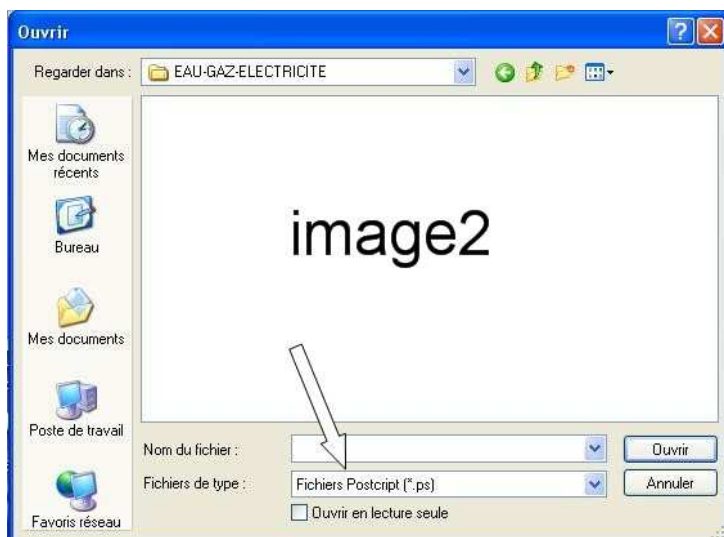 Ouvrir
Regarder dans : EAU-GAZ-ELECTRICITE
Mes documents
récents
Bureau
Mes documents
Poste de travail
Favoris réseau
image2
Nom du fichier : Ouvrir
Fichiers de type : Fichiers Postcript (*.ps) Annuler
Ouvrir en lecture seule